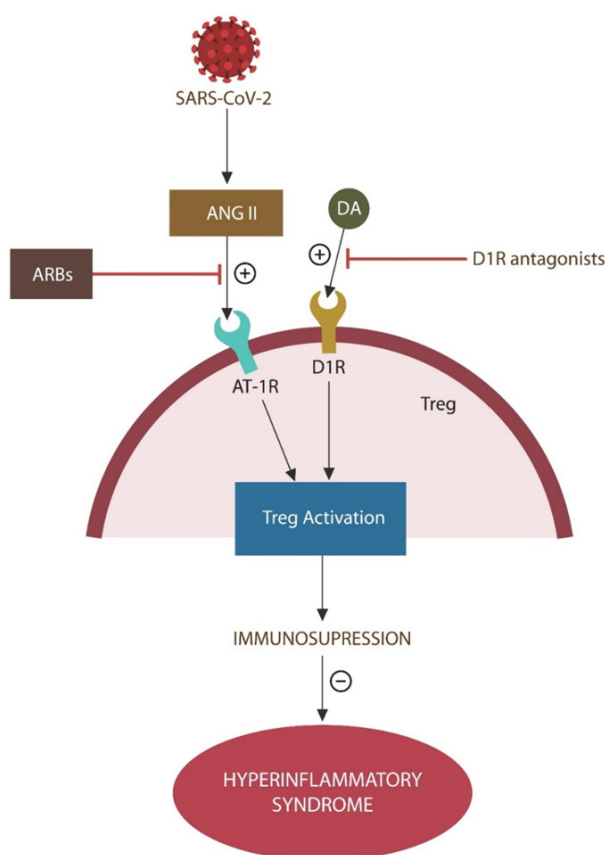 SARS-CoV-2
ANG II
DA
ARBs
+
+
D1R antagonists
AT-1R
D1R
Treg
Treg Activation
IMMUNOSUPRESSION
−
HYPERINFLAMMATORY
SYNDROME